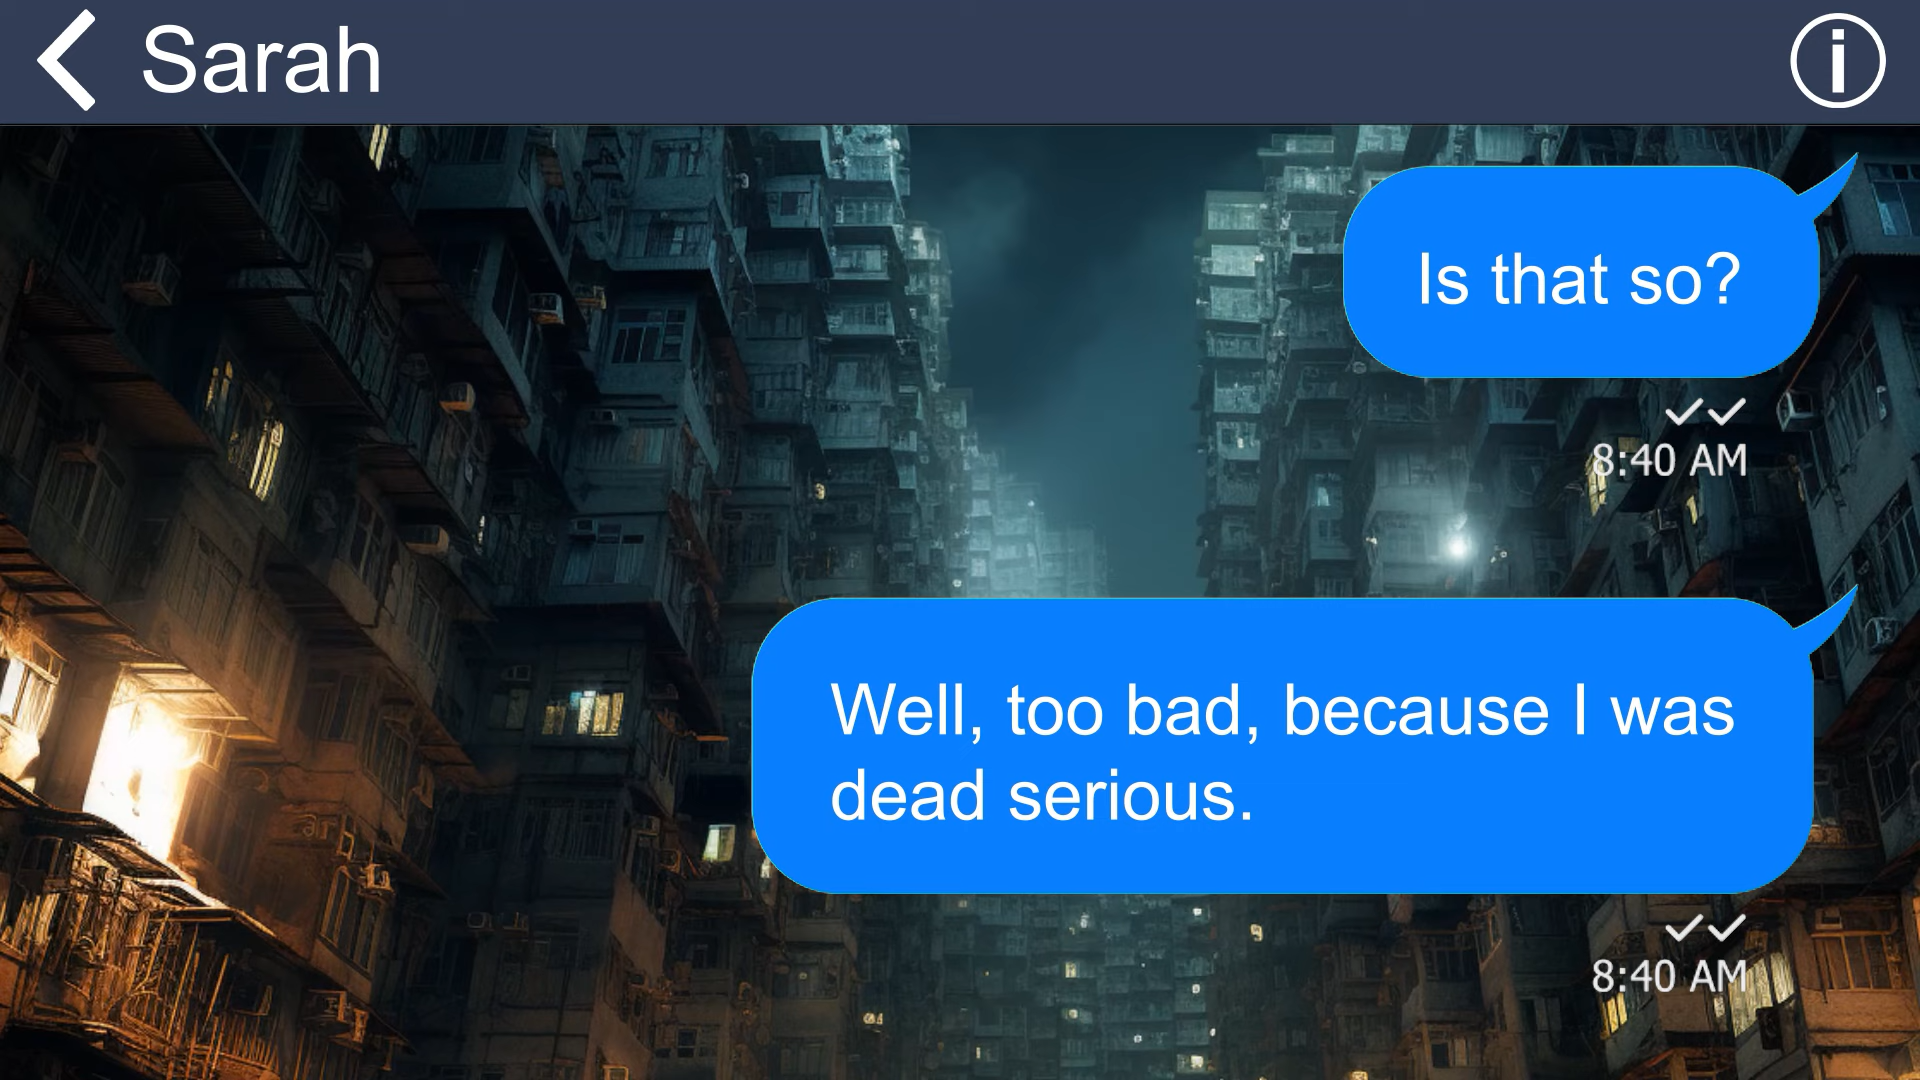 Sarah
Is that so?
8:40 AM
Well, too bad, because I was
dead serious.
8:40 AM